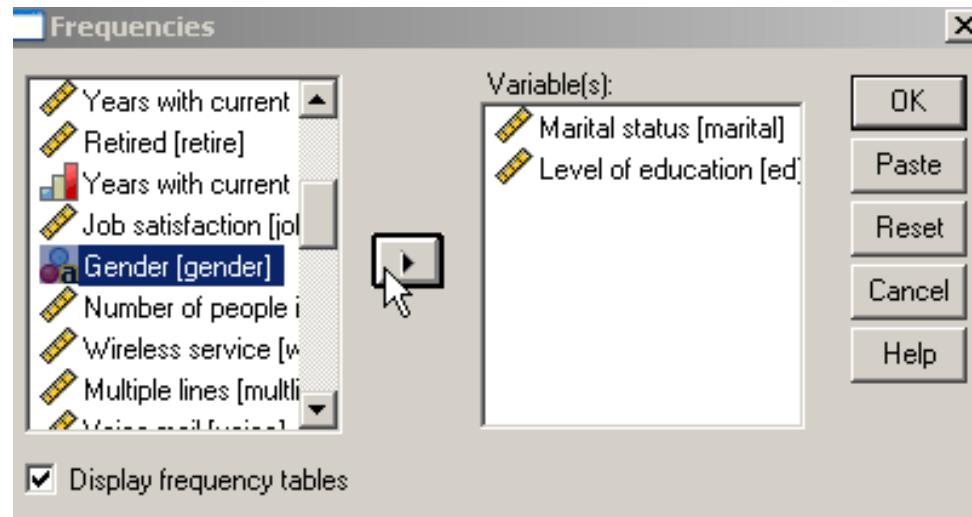 Frequencies
Years with current
Retired [retire]
Years with current
Job satisfaction [jol
Gender [gender]
Number of people i
Wireless service [w
Multiple lines [multli
Variable(s):
Marital status [marital]
Level of education [ed
OK
Paste
Reset
Cancel
Help
Display frequency tables